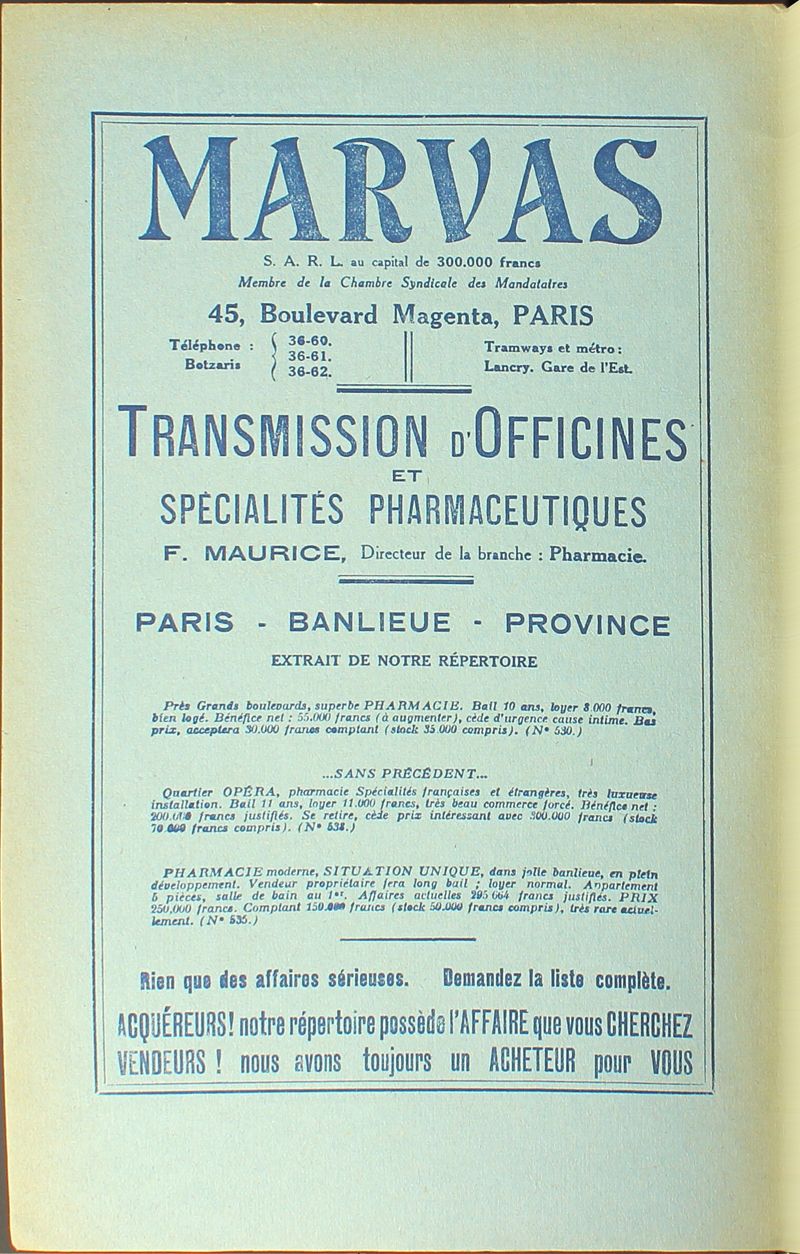 MARVAS
S. A. R. L. au capital de 300.000 francs
Membre de la Chambre Syndicale des Mandataires
45, Boulevard Magenta, PARIS
Téléphone : Botzaris { 36-60. 36-61. 36-62.
Tramways et métro :
Lancry. Gare de l'Est.
TRANSMISSION D'OFFICINES
ET
SPÉCIALITÉS PHARMACEUTIQUES
F. MAURICE, Directeur de la branche : Pharmacie.
PARIS - BANLIEUE - PROVINCE
EXTRAIT DE NOTRE RÉPERTOIRE
Près Grands boulevards, superbe PHARMACIE. Bail 10 ans, loyer 8.000 francs,
bien logé. Bénéfice net : 55.000 francs (à augmenter), cède d'urgence cause intime. Bas
prix, acceptera 30.000 francs comptant (stock 35.000 compris). (N° 530.)
...SANS PRÉCÉDENT...
Quartier OPÉRA, pharmacie Spécialités françaises et étrangères, très luxueuse
installation. Bail 11 ans, loyer 11.000 francs, très beau commerce forcé. Bénéfice net :
200.000 francs justifiés. Se retire, cède prix intéressant avec 300.000 francs (stock
70.000 francs compris). (N° 538.)
PHARMACIE moderne, SITUATION UNIQUE, dans jolie banlieue, en plein
développement. Vendeur propriétaire fera long bail ; loyer normal. Appartement
5 pièces, salle de bain au 1er. Affaires actuelles 295 664 francs justifiés. PRIX
250.000 francs. Comptant 150.000 francs (stock 50.000 francs compris), très rare actuel-
lement. (N° 535.)
Rien que des affaires sérieuses. Demandez la liste complète.
ACQUÉREURS! notre répertoire possède l'AFFAIRE que vous CHERCHEZ
VENDEURS ! nous avons toujours un ACHETEUR pour VOUS